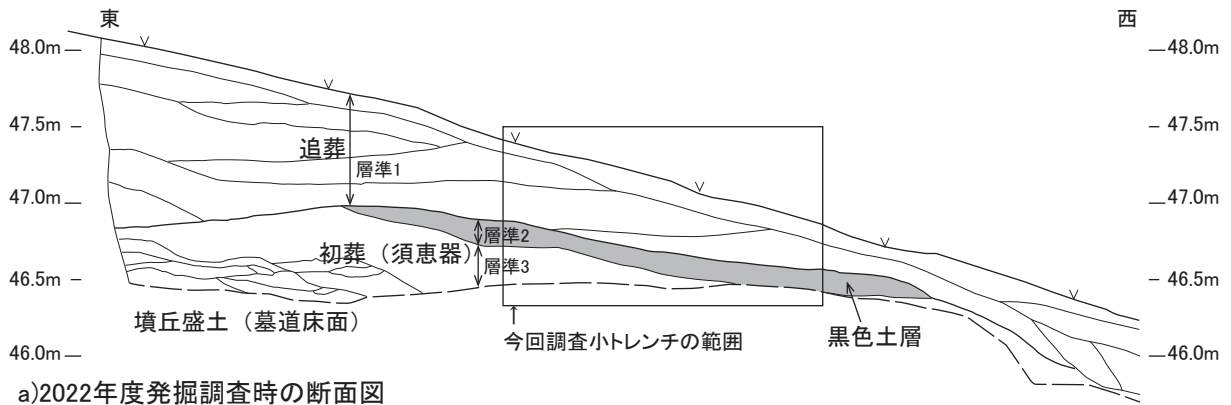 東
西
48.0m
48.0m
47.5m
47.5m
追葬
層準1
47.0m
47.0m
層準2
初葬（須恵器）
層準3
46.5m
46.5m
墳丘盛土（墓道床面）
今回調査小トレンチの範囲
黒色土層
46.0m
46.0m
a)2022年度発掘調査時の断面図